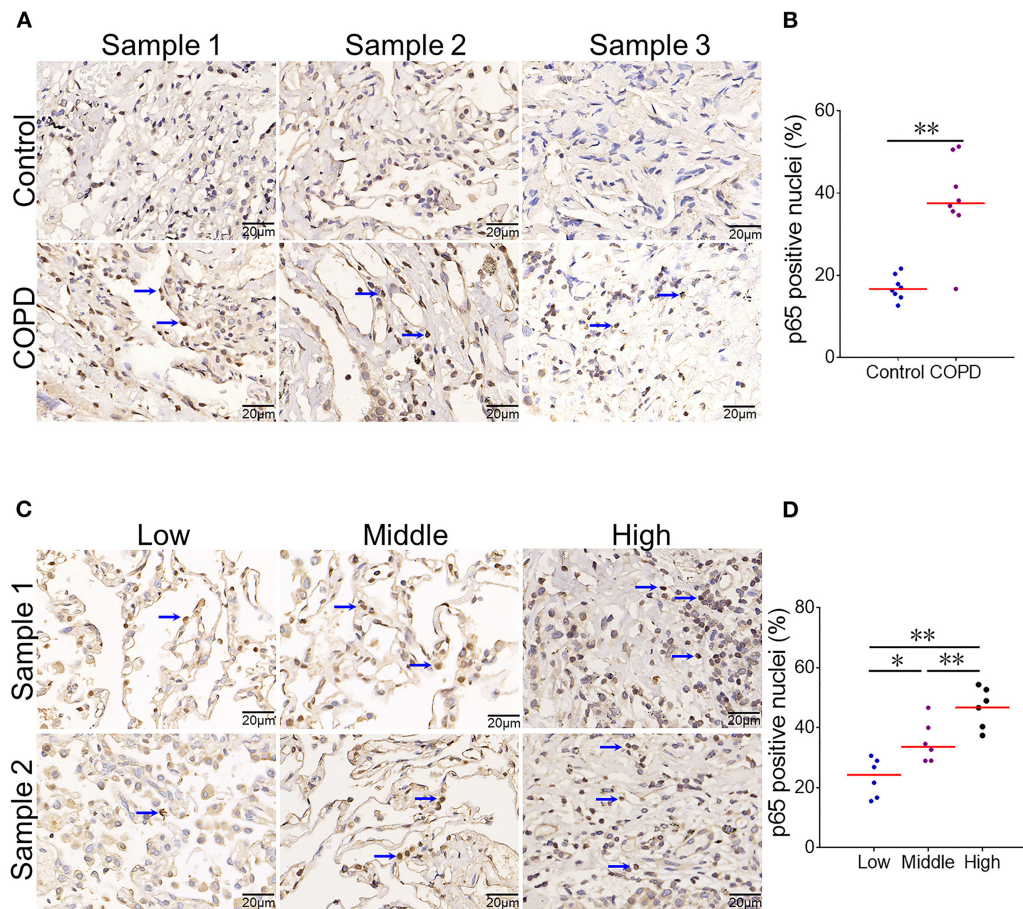 A
Sample 1 Sample 2 Sample 3
Control
20μm 20μm 20μm
COPD
20μm 20μm 20μm
B
p65 positive nuclei (%)
60
**
40
20
0
Control COPD
C
Low Middle High
Sample 1
20μm 20μm 20μm
Sample 2
20μm 20μm 20μm
D
p65 positive nuclei (%)
80
**
* **
60
40
20
0
Low Middle High